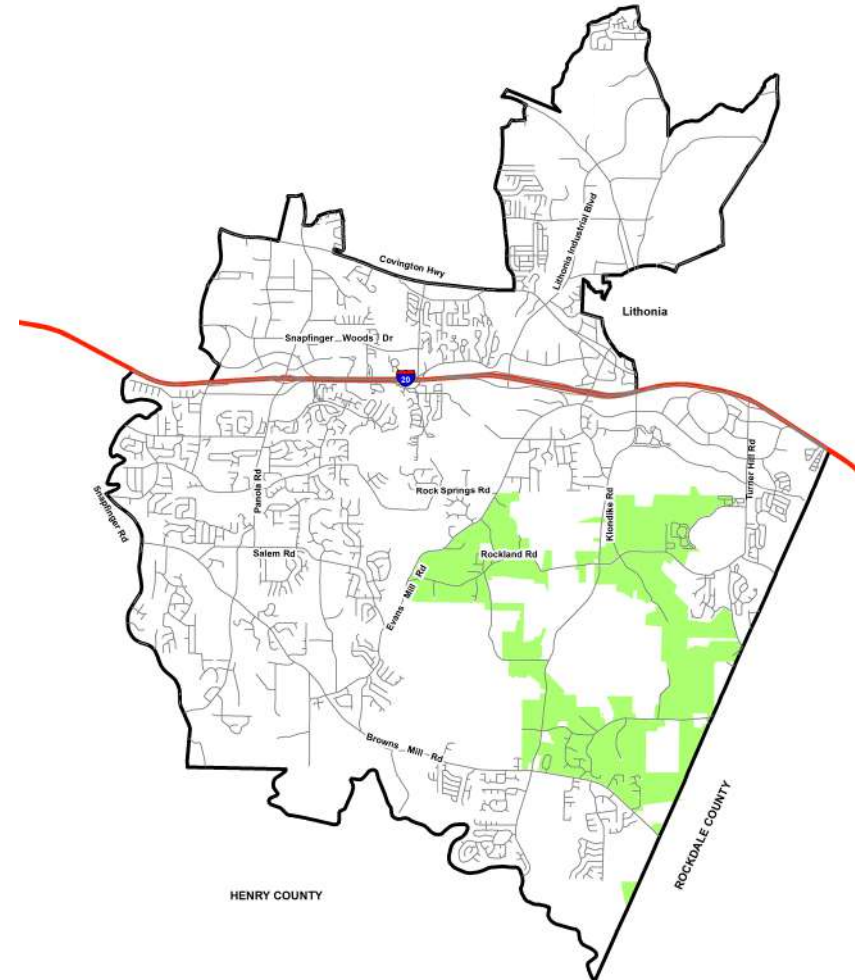 Lithonia Industrial Blvd
Covington Hwy
Lithonia
Snapfinger Woods Dr
20
Turner Hill Rd
Panola Rd
Rock Springs Rd
Klondike Rd
Snapfinger Rd
Salem Rd
Rockland Rd
Evans Mill Rd
Browns Mill Rd
ROCKDALE COUNTY
HENRY COUNTY